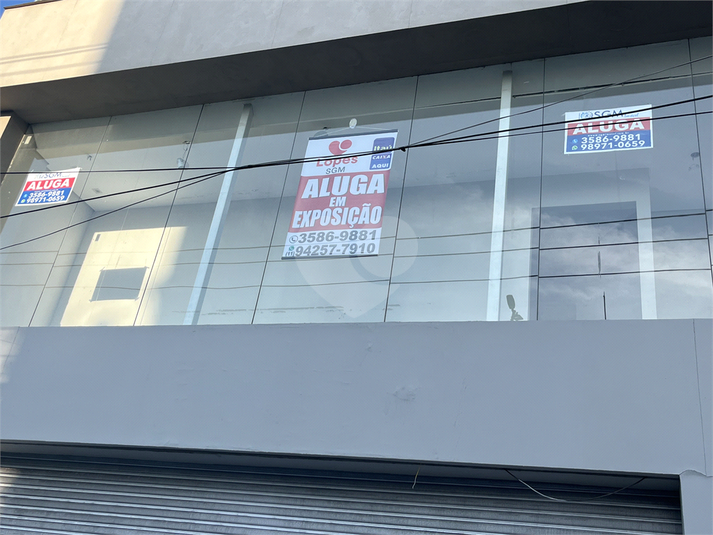 SGM
ALUGA
3586-9881
98971-0659
Lopes
SGM
Itaú
CAIXA
AQUI
ALUGA
EM
EXPOSIÇÃO
3586-9881
94257-7910
SGM
ALUGA
3586-9881
98971-0659